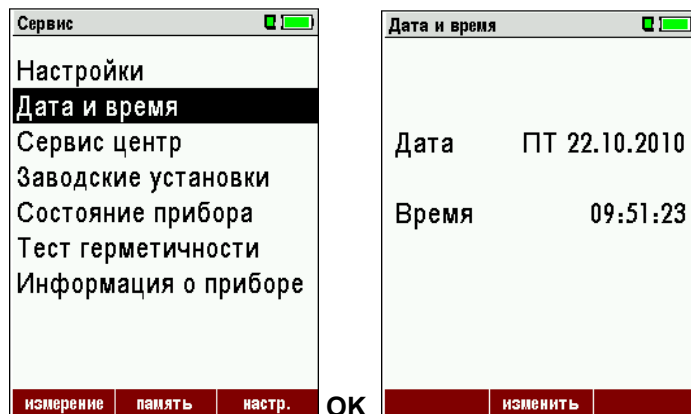 Сервис
Настройки
Дата и время
Сервис центр
Заводские установки
Состояние прибора
Тест герметичности
Информация о приборе
измерение память настр.
OK
Дата и время
Дата ПТ 22.10.2010
Время 09:51:23
изменить